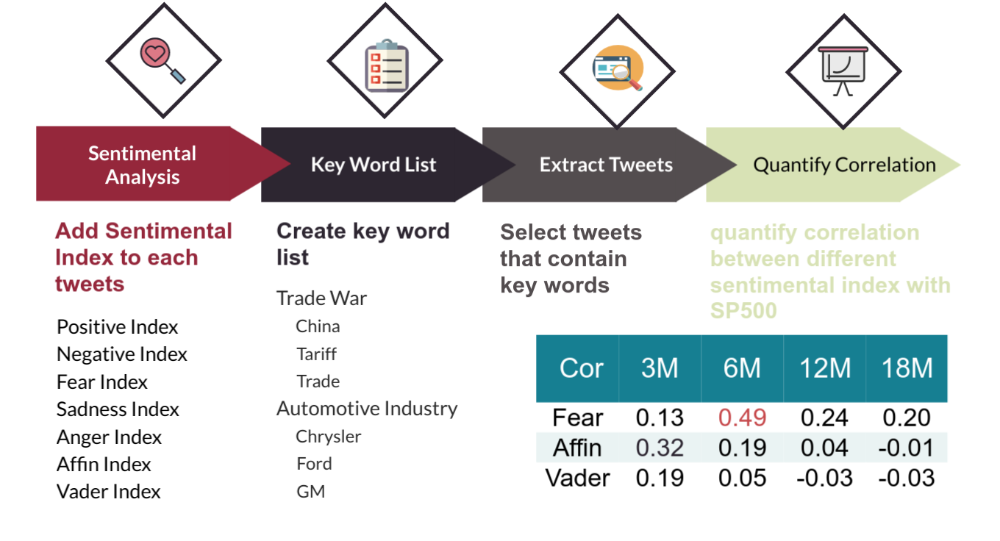 Sentimental
Analysis
Key Word List
Extract Tweets
Quantify Correlation
Add Sentimental
Index to each
tweets
Positive Index
Negative Index
Fear Index
Sadness Index
Anger Index
Affin Index
Vader Index
Create key word
list
Trade War
China
Tariff
Trade
Automotive Industry
Chrysler
Ford
GM
Select tweets
that contain
key words
quantify correlation
between different
sentimental index with
SP500
Cor 3M 6M 12M 18M
Fear 0.13 0.49 0.24 0.20
Affin 0.32 0.19 0.04 -0.01
Vader 0.19 0.05 -0.03 -0.03